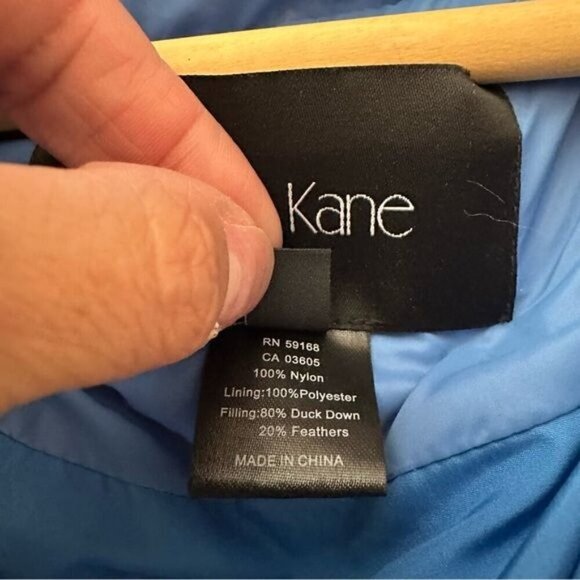 Kane
RN 59168
CA 03605
100% Nylon
Lining:100%Polyester
Filling:80% Duck Down
20% Feathers
MADE IN CHINA